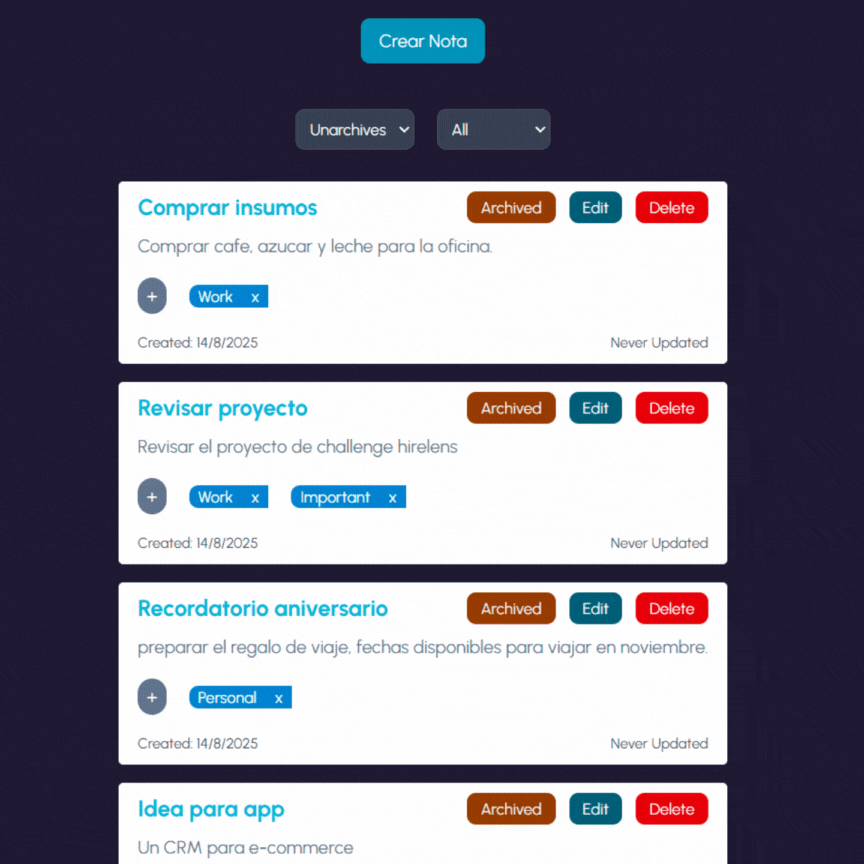 Crear Nota
Unarchives All
Comprar insumos Archived Edit Delete
Comprar cafe, azucar y leche para la oficina.
+ Work x
Created: 14/8/2025 Never Updated
Revisar proyecto Archived Edit Delete
Revisar el proyecto de challenge hirelens
+ Work x Important x
Created: 14/8/2025 Never Updated
Recordatorio aniversario Archived Edit Delete
preparar el regalo de viaje, fechas disponibles para viajar en noviembre.
+ Personal x
Created: 14/8/2025 Never Updated
Idea para app Archived Edit Delete
Un CRM para e-commerce